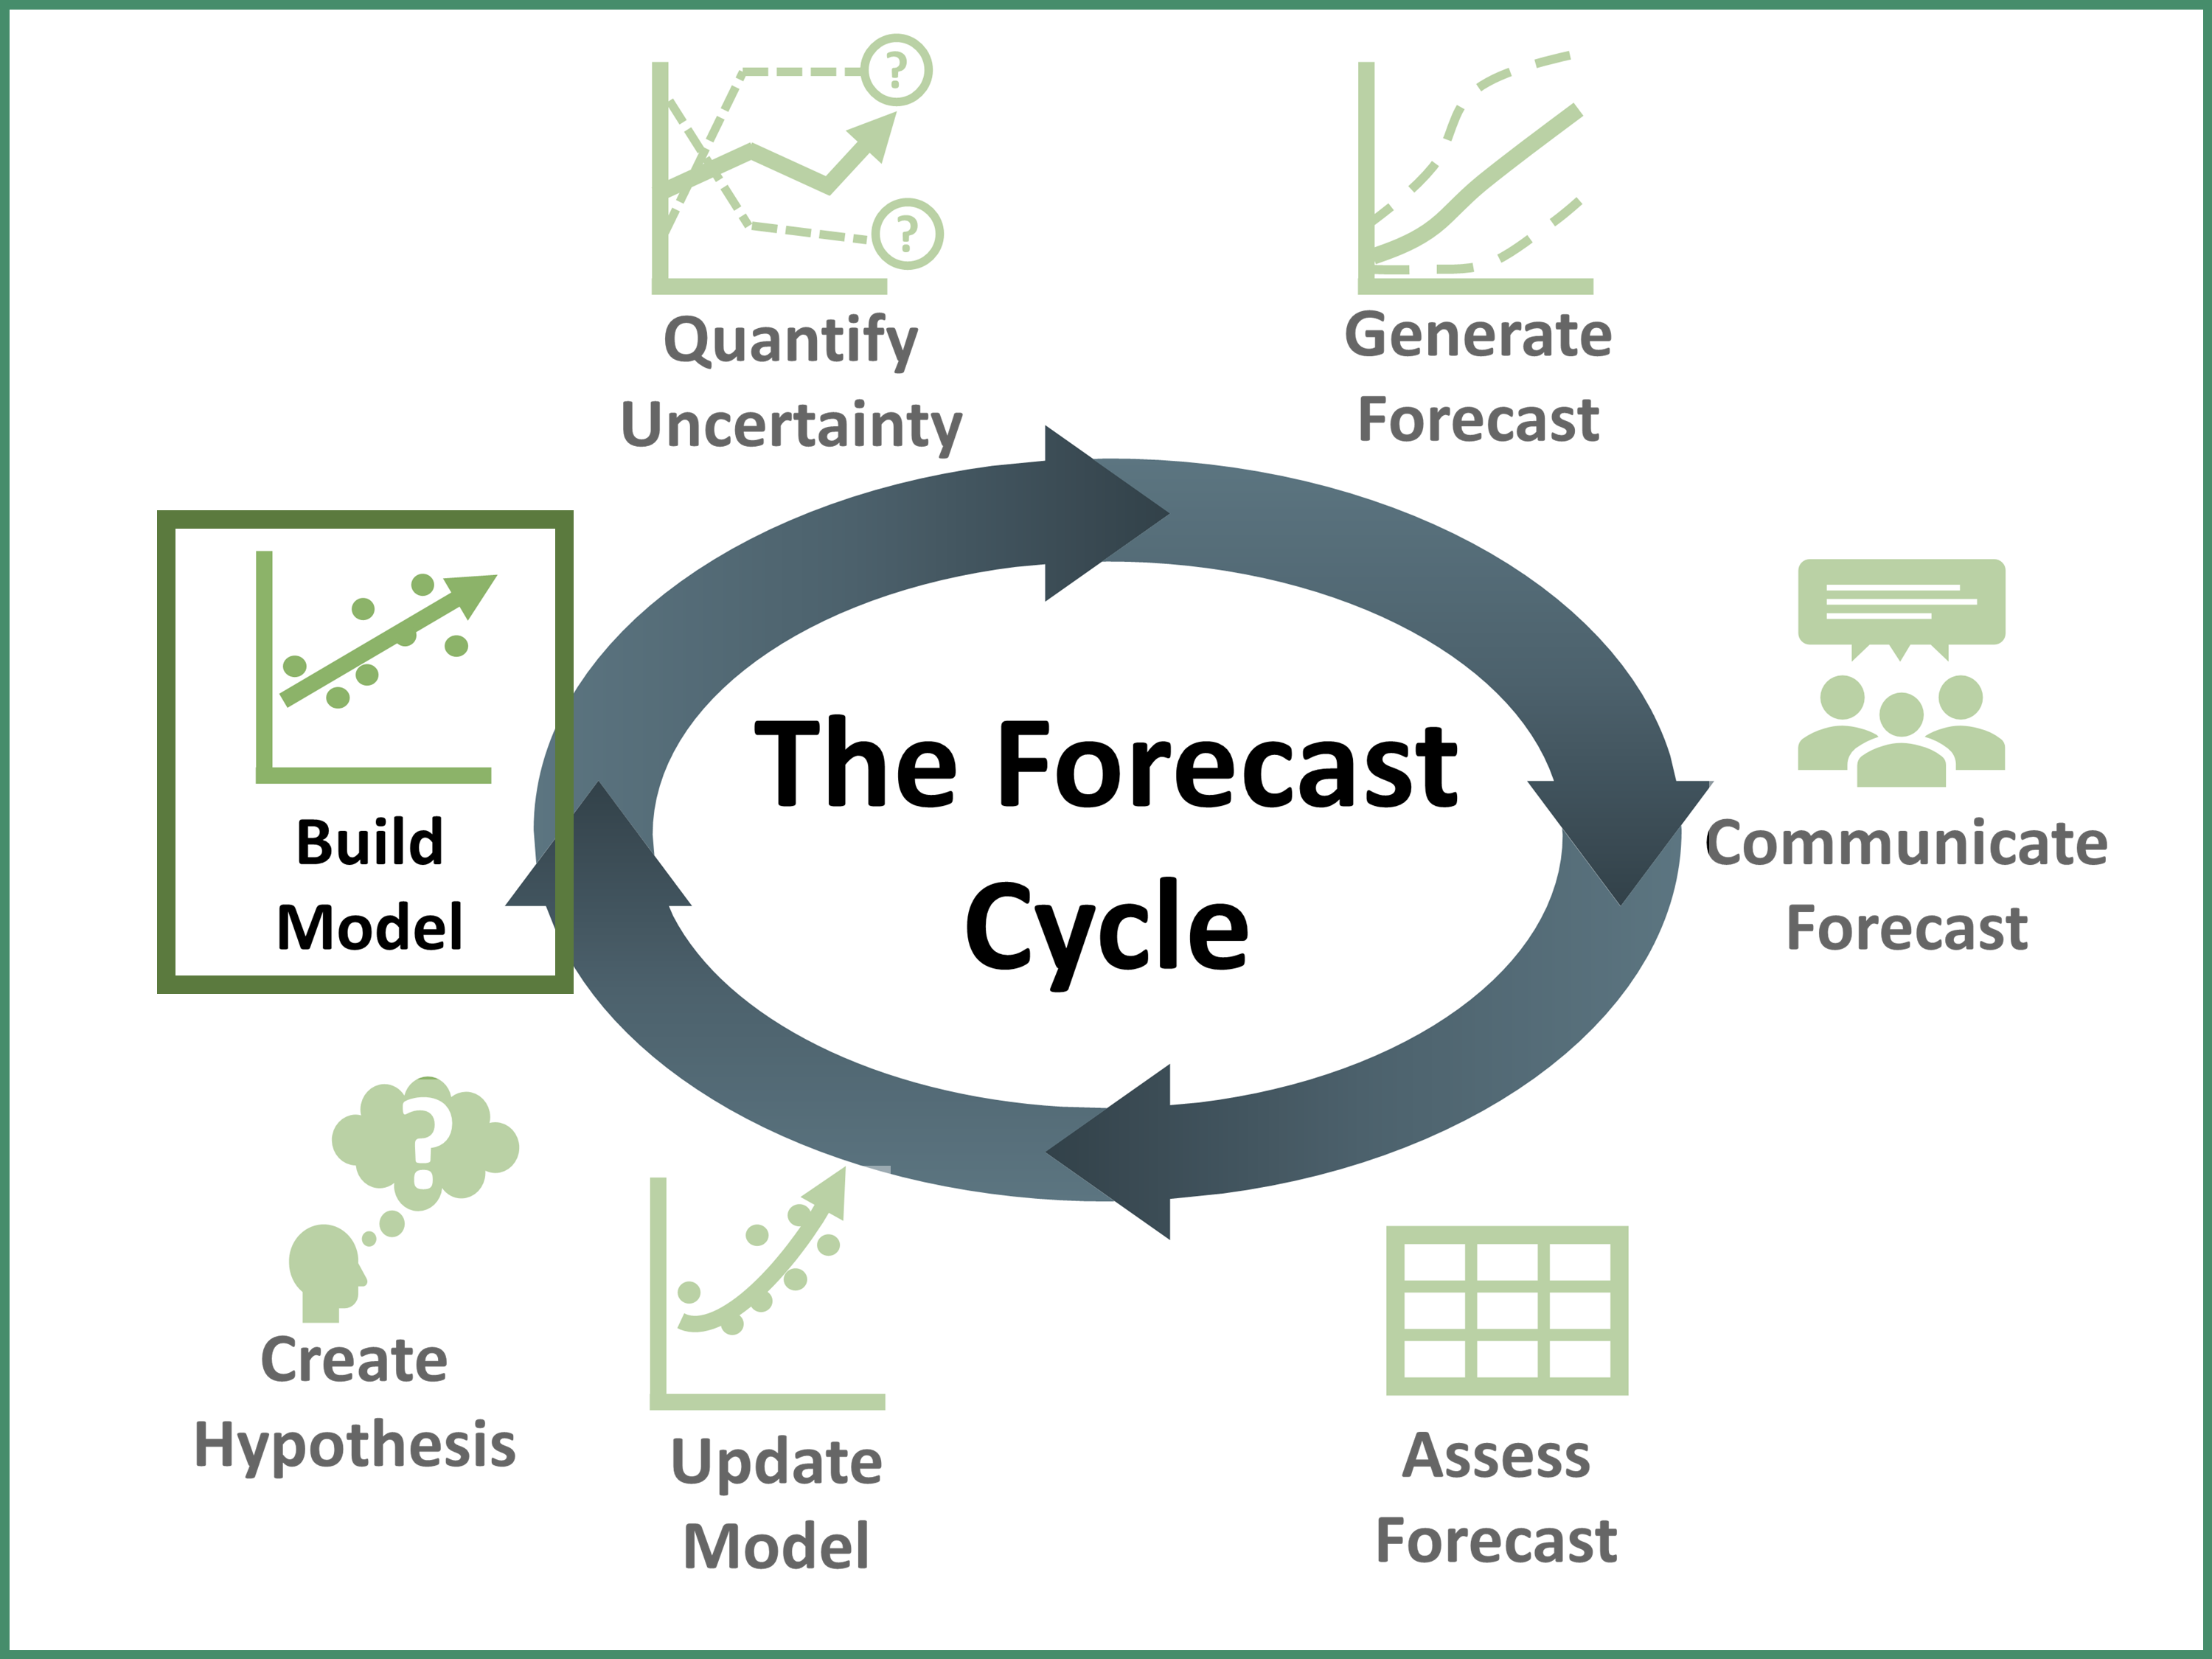 ?
?
Quantify
Uncertainty
Generate
Forecast
Build
Model
The Forecast
Cycle
Communicate
Forecast
?
Create
Hypothesis
Update
Model
Assess
Forecast